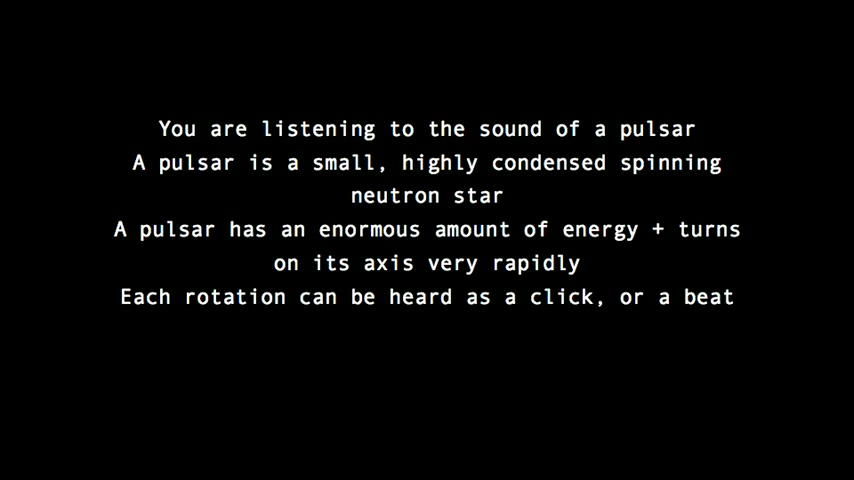 You are listening to the sound of a pulsar
A pulsar is a small, highly condensed spinning
neutron star
A pulsar has an enormous amount of energy + turns
on its axis very rapidly
Each rotation can be heard as a click, or a beat